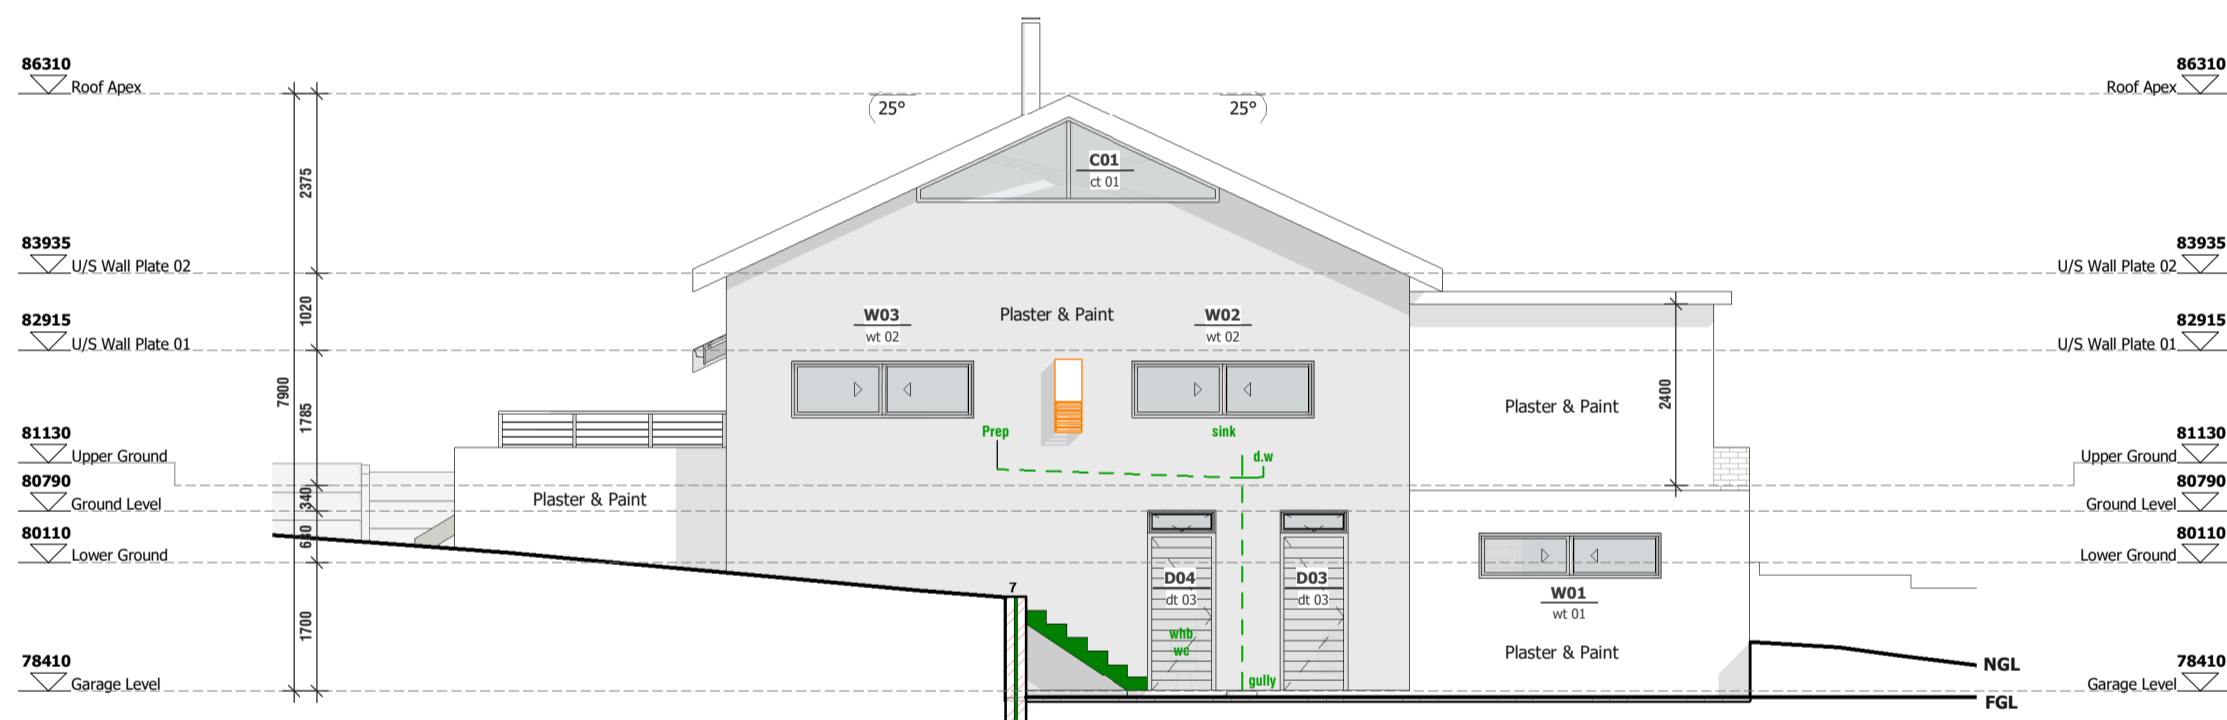 86310
Roof Apex
86310
Roof Apex
25°
25°
C01
ct 01
2375
83935
U/S Wall Plate 02
83935
U/S Wall Plate 02
1020
W03
wt 02
Plaster & Paint
W02
wt 02
82915
U/S Wall Plate 01
82915
U/S Wall Plate 01
7900
1785
2400
Plaster & Paint
Prep
sink
d.w
81130
Upper Ground
81130
Upper Ground
80790
Ground Level
80790
Ground Level
340
Plaster & Paint
680
80110
Lower Ground
80110
Lower Ground
7
D04
dt 03
D03
dt 03
W01
wt 01
1700
whb
wc
Plaster & Paint
gully
78410
Garage Level
NGL
78410
Garage Level
FGL